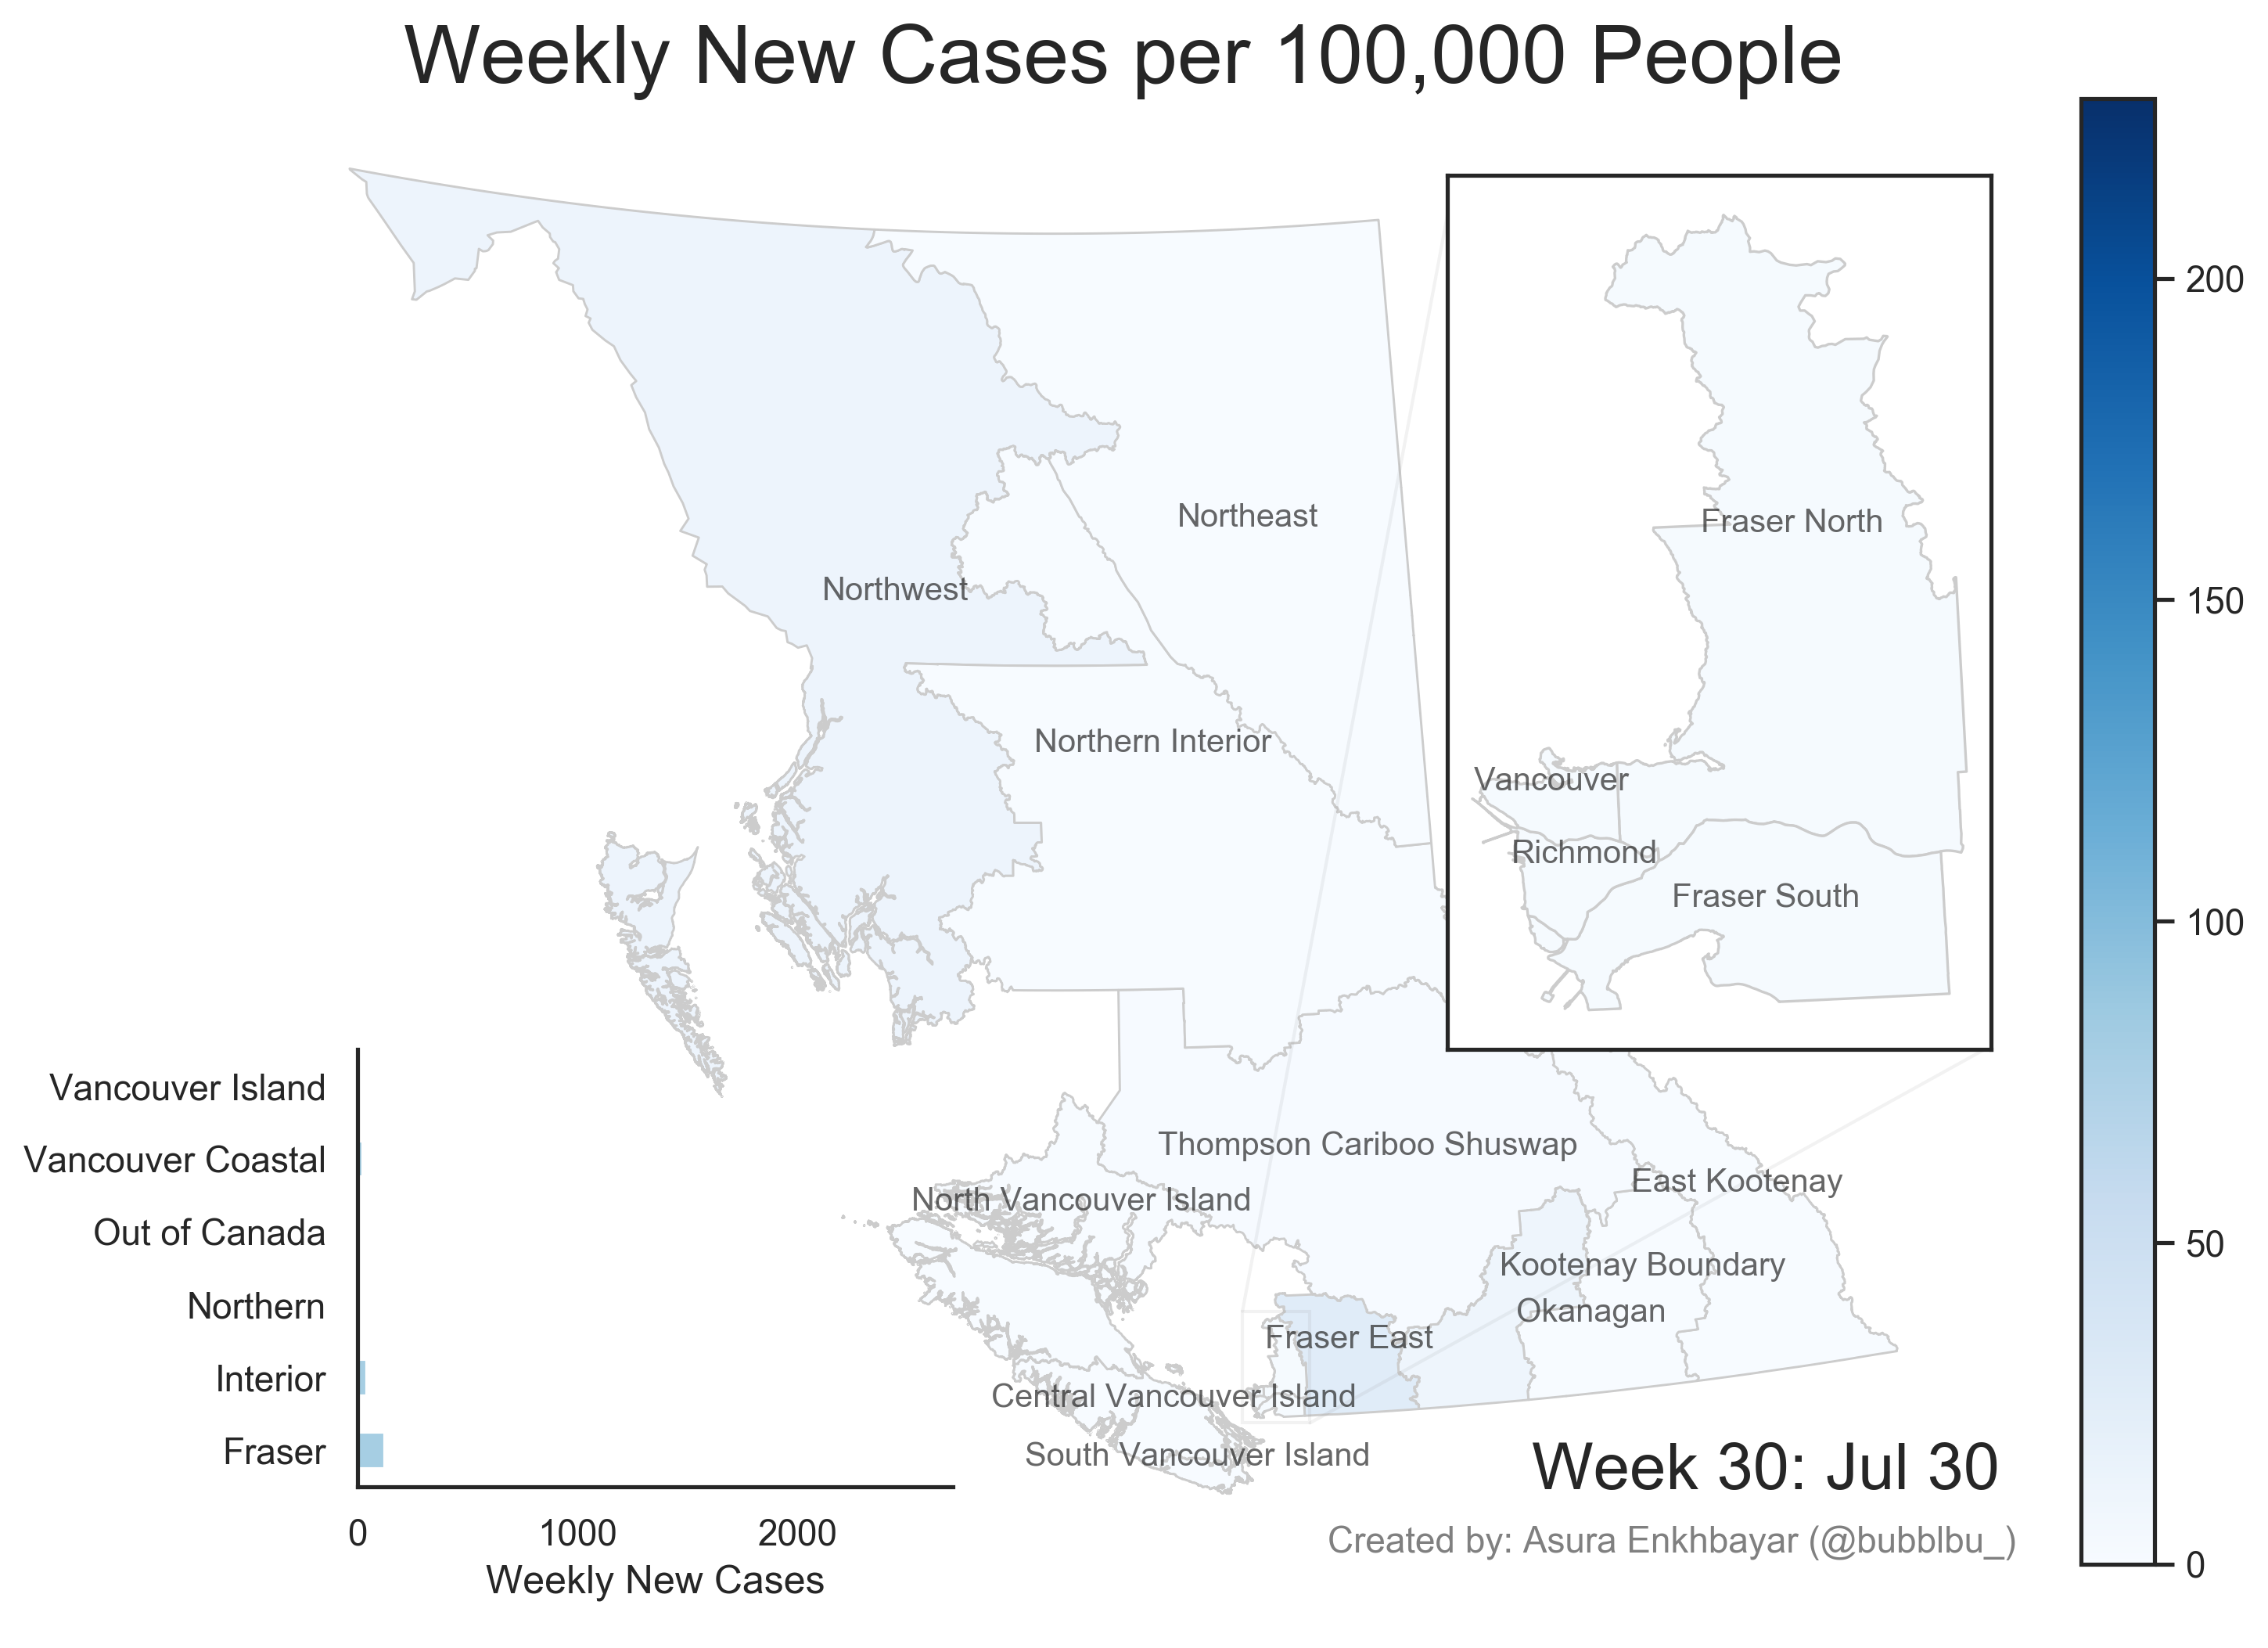 Weekly New Cases per 100,000 People
200
150
100
50
0
Northeast
Northwest
Northern Interior
Fraser North
Vancouver
Richmond
Fraser South
Thompson Cariboo Shuswap
East Kootenay
North Vancouver Island
Kootenay Boundary
Okanagan
Fraser East
Central Vancouver Island
South Vancouver Island
Vancouver Island
Vancouver Coastal
Out of Canada
Northern
Interior
Fraser
0 1000 2000
Weekly New Cases
Week 30: Jul 30
Created by: Asura Enkhbayar (@bubblbu_)